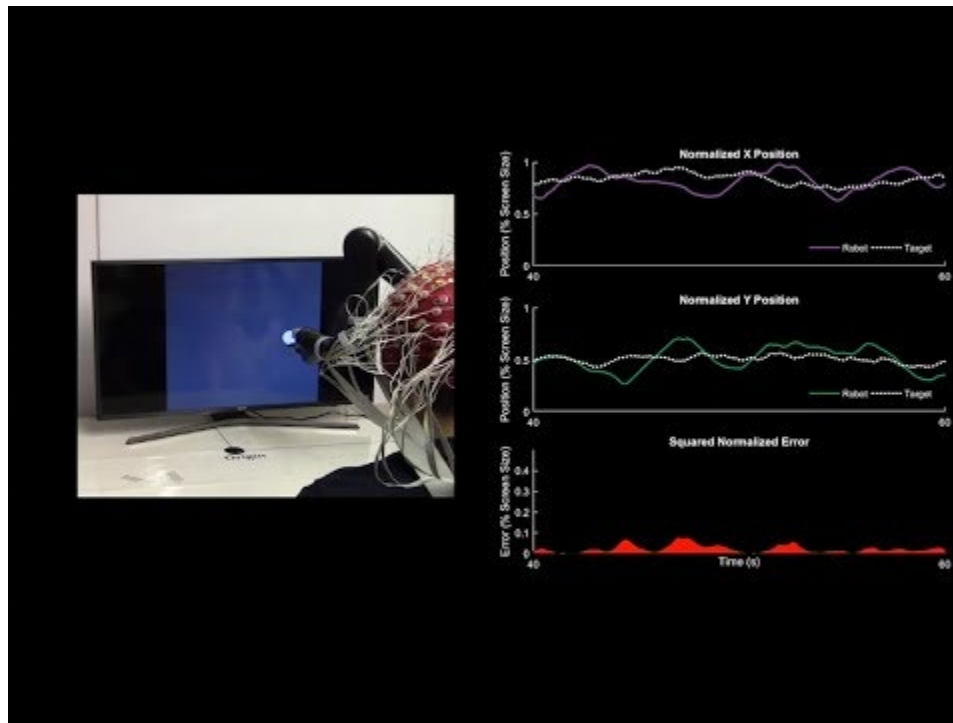 Normalized X Position
Position (% Screen Size)
1
0.5
0
Robot
Target
40
60
Normalized Y Position
Position (% Screen Size)
1
0.5
0
Robot
Target
40
60
Origin
Squared Normalized Error
Error (% Screen Size)
0.4
0.3
0.2
0.1
0
40
Time (s)
60